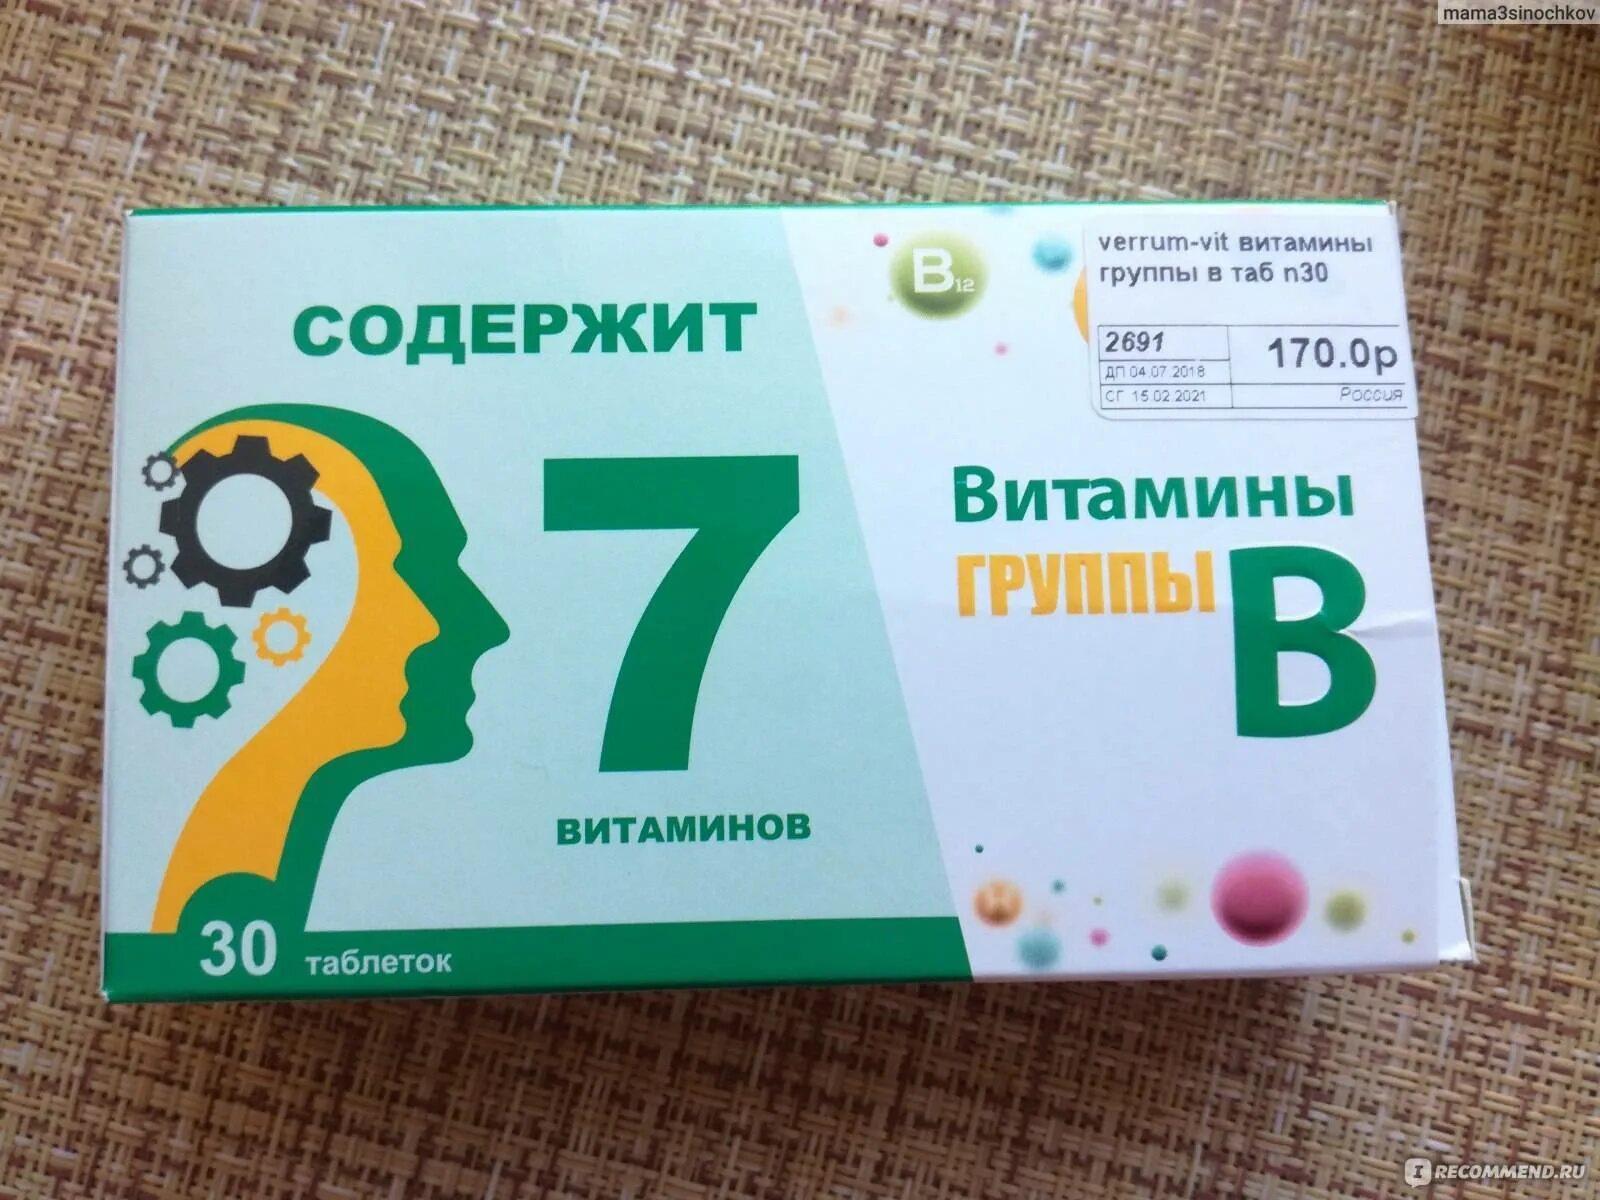 mama3sinochkov
verrum-vit витамины
группы в таб n30
2691
170.0р
ДП 04.07.2018
СГ 15.02.2021
Россия
B12
СОДЕРЖИТ
7
ВИТАМИНОВ
Витамины
ГРУППЫ
В
30 таблеток
IRECOMMEND.RU